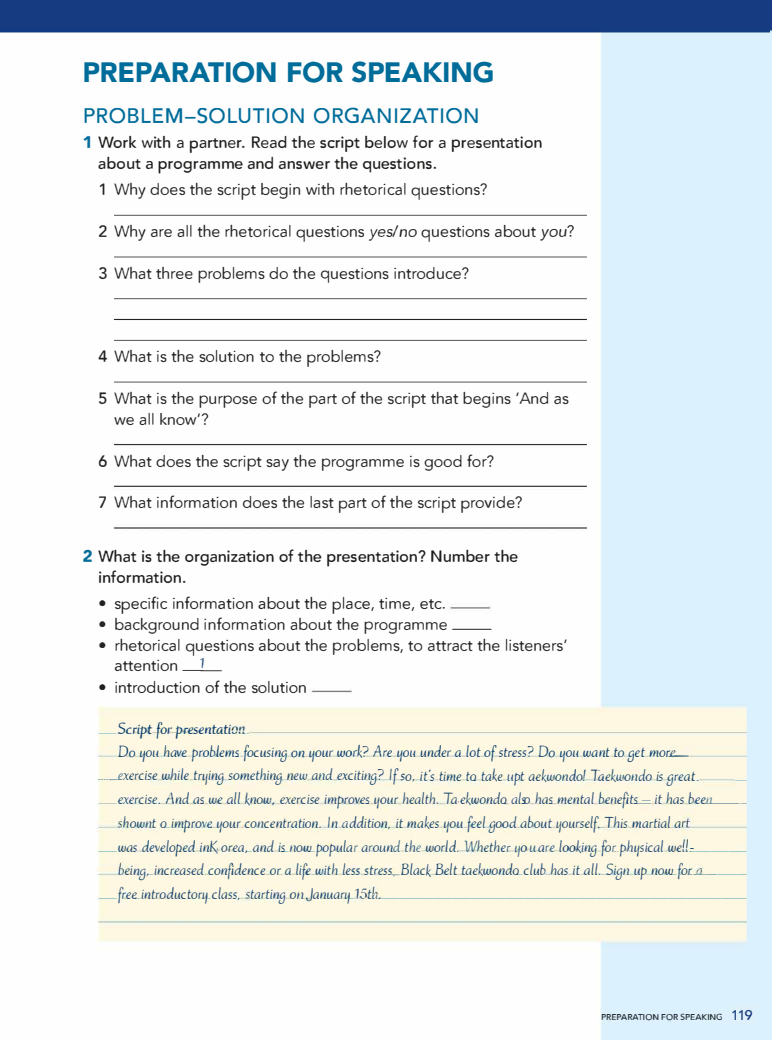 PREPARATION FOR SPEAKING
PROBLEM–SOLUTION ORGANIZATION
1 Work with a partner. Read the script below for a presentation
about a programme and answer the questions.
1 Why does the script begin with rhetorical questions?
2 Why are all the rhetorical questions yes/no questions about you?
3 What three problems do the questions introduce?
4 What is the solution to the problems?
5 What is the purpose of the part of the script that begins ‘And as
we all know’?
6 What does the script say the programme is good for?
7 What information does the last part of the script provide?
2 What is the organization of the presentation? Number the
information.
• specific information about the place, time, etc.
• background information about the programme
• rhetorical questions about the problems, to attract the listeners’
attention 1
• introduction of the solution
Script for presentation
Do you have problems focusing on your work? Are you under a lot of stress? Do you want to get more
exercise while trying something new and exciting? If so, it's time to take upt aekwondo! Taekwondo is great
exercise. And as we all know, exercise improves your health. Ta ekwondo also has mental benefits – it has been
shownt o improve your concentration. In addition, it makes you feel good about yourself. This martial art
was developed inK orea, and is now popular around the world. Whether yo u are looking for physical well-
being, increased confidence or a life with less stress, Black Belt taekwondo club has it all. Sign up now for a
free introductory class, starting on January 15th.
PREPARATION FOR SPEAKING 119